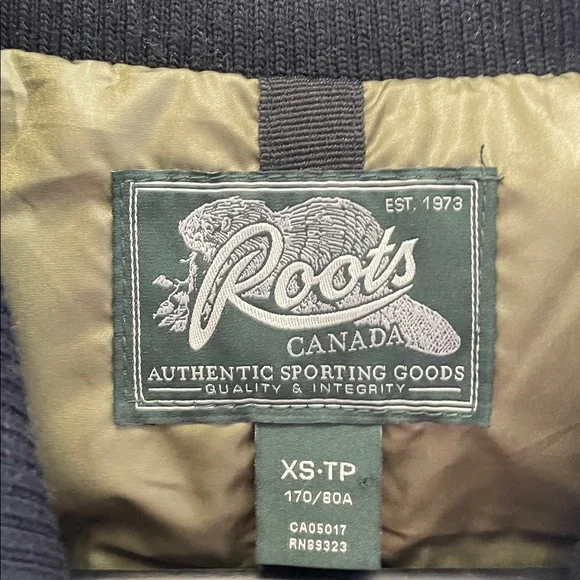 EST. 1973
Roots
CANADA
AUTHENTIC SPORTING GOODS
QUALITY & INTEGRITY
XS·TP
170/80A
CA05017
RN89323